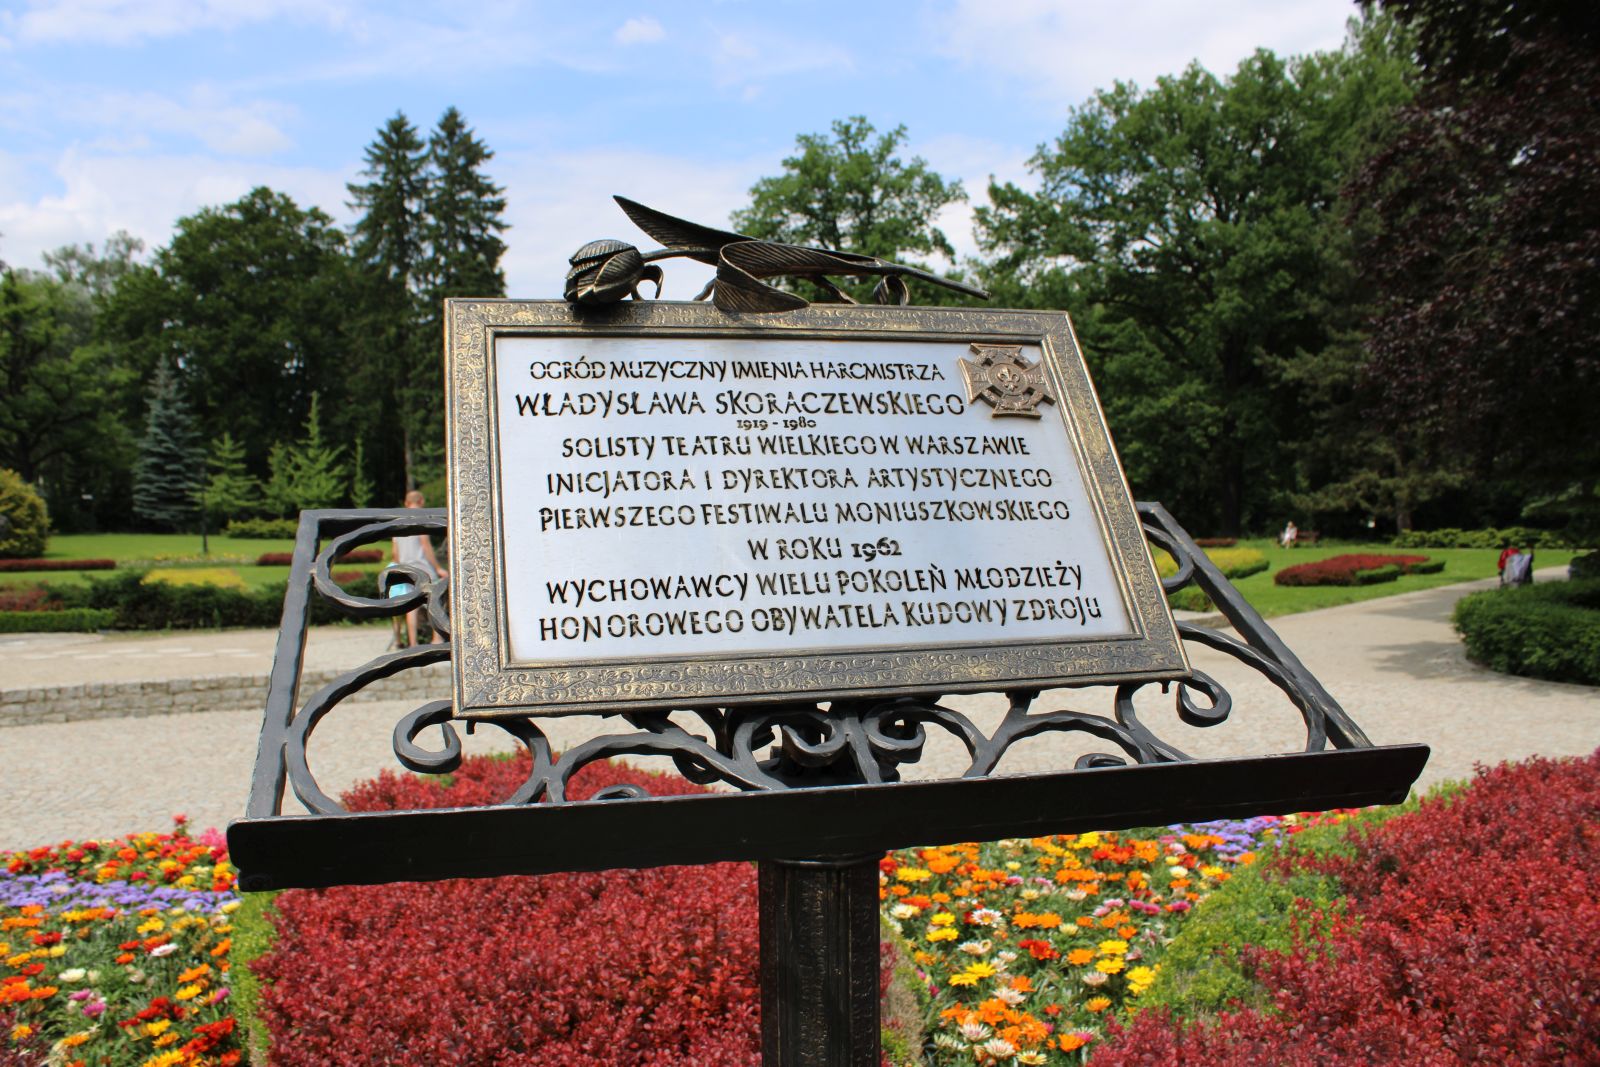 OGRÓD MUZYCZNY IMIENIA HARCMISTRZA
WŁADYSŁAWA SKORACZEWSKIEGO
1919 - 1980
SOLISTY TEATRU WIELKIEGO W WARSZAWIE
INICJATORA I DYREKTORA ARTYSTYCZNEGO
PIERWSZEGO FESTIWALU MONIUSZKOWSKIEGO
W ROKU 1962
WYCHOWAWCY WIELU POKOLEŃ MŁODZIEŻY
HONOROWEGO OBYWATELA KUDOWY ZDROJU